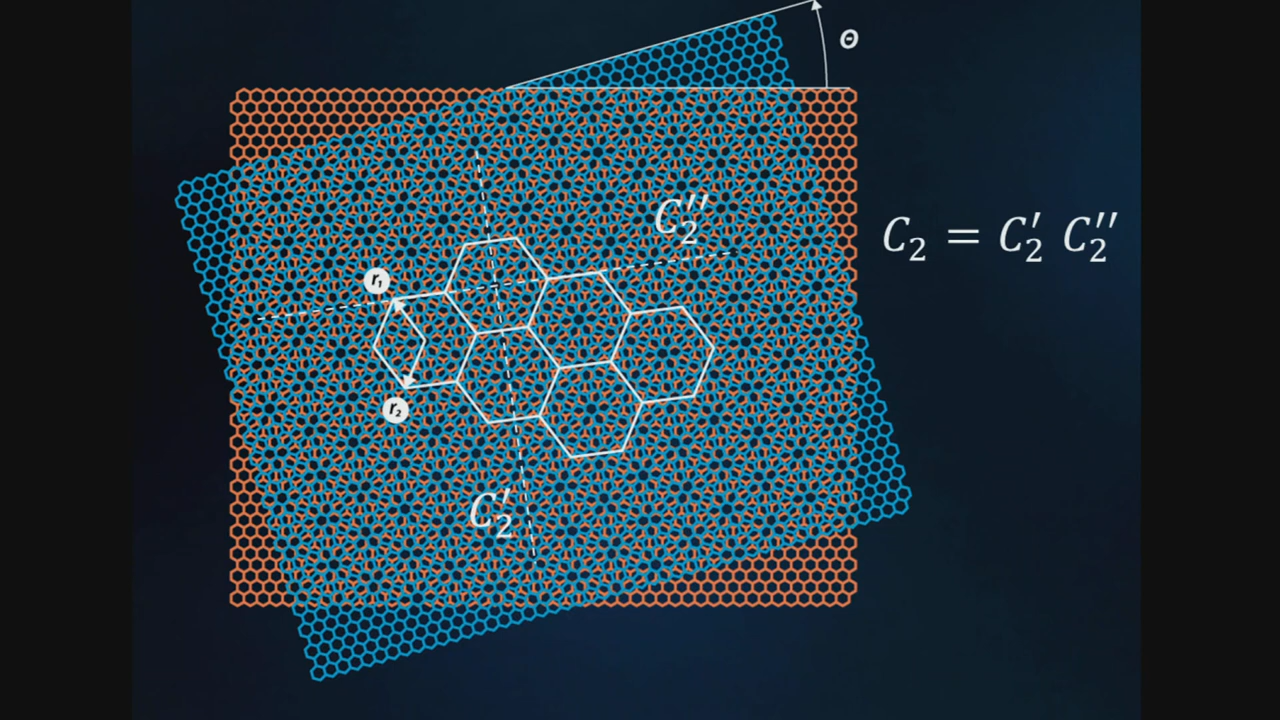 Θ
C₂′′
C₂ = C₂′ C₂′′
r₁
r₂
C₂′